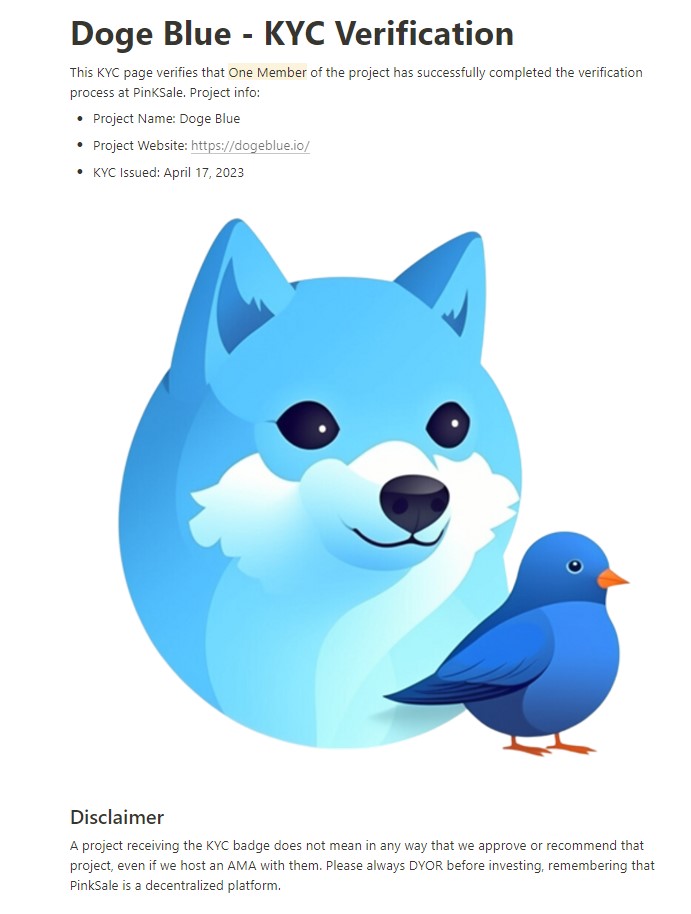 Doge Blue - KYC Verification
This KYC page verifies that One Member of the project has successfully completed the verification
process at PinKSale. Project info:
• Project Name: Doge Blue
• Project Website: https://dogeblue.io/
• KYC Issued: April 17, 2023
Disclaimer
A project receiving the KYC badge does not mean in any way that we approve or recommend that
project, even if we host an AMA with them. Please always DYOR before investing, remembering that
PinkSale is a decentralized platform.